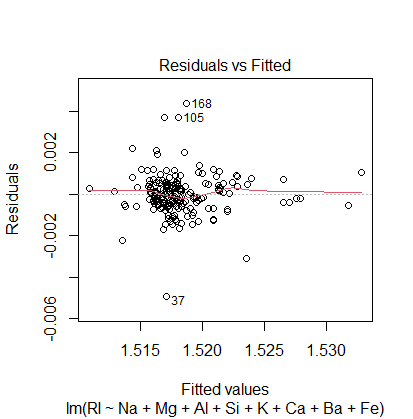 Residuals vs Fitted
168
105
37
Residuals
0.002
-0.002
-0.006
1.515
1.520
1.525
1.530
Fitted values
lm(RI ~ Na + Mg + Al + Si + K + Ca + Ba + Fe)